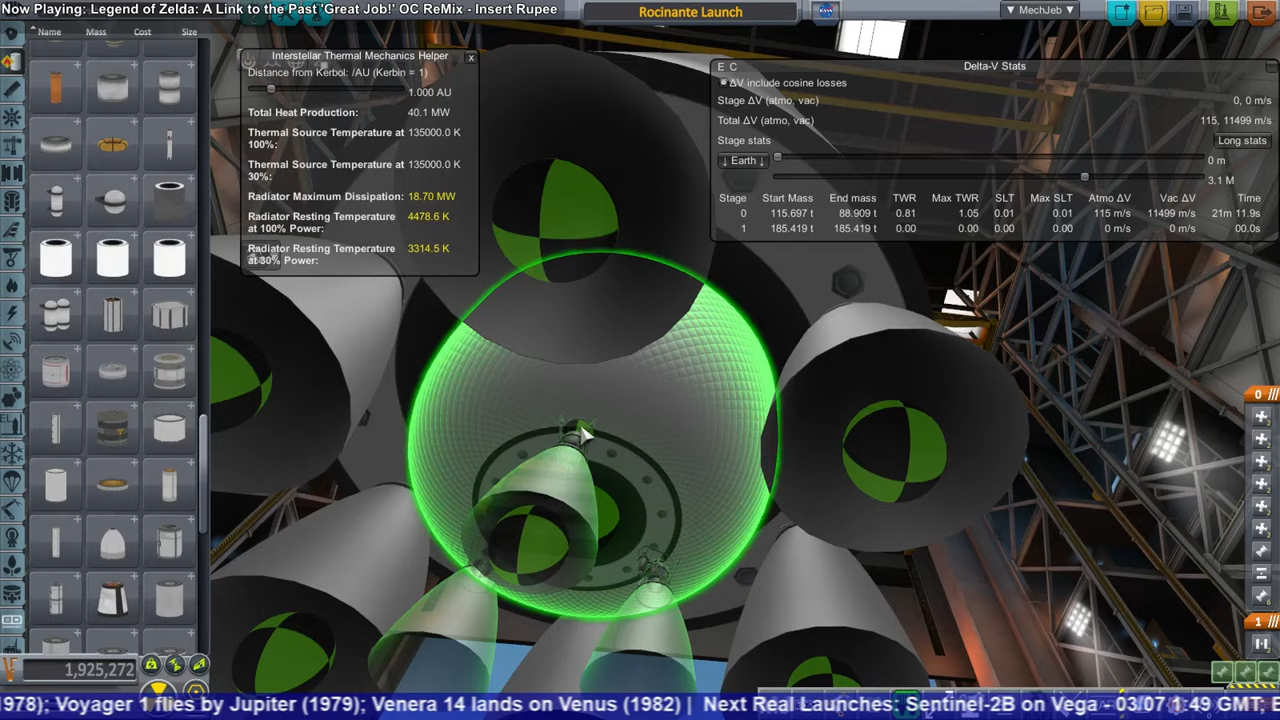 Now Playing: Legend of Zelda: A Link to the Past 'Great Job!' OC ReMix - Insert Rupee
Rocinante Launch
▼ MechJeb ▼
Name Mass Cost Size
Interstellar Thermal Mechanics Helper x
Distance from Kerbol: /AU (Kerbin = 1)
1.000 AU
Total Heat Production: 40.1 MW
Thermal Source Temperature at 135000.0 K
100%:
Thermal Source Temperature at 135000.0 K
30%:
Radiator Maximum Dissipation: 18.70 MW
Radiator Resting Temperature 4478.6 K
at 100% Power:
Radiator Resting Temperature 3314.5 K
at 30% Power:
E C Delta-V Stats
ΔV include cosine losses
Stage ΔV (atmo, vac) 0, 0 m/s
Total ΔV (atmo, vac) 115, 11499 m/s
Stage stats Long stats
↓ Earth ↓ 0 m
3.1 M
Stage Start Mass End mass TWR Max TWR SLT Max SLT Atmo ΔV Vac ΔV Time
0 115.697 t 88.909 t 0.81 1.05 0.01 0.01 115 m/s 11499 m/s 21m 11.9s
1 185.419 t 185.419 t 0.00 0.00 0.00 0.00 0 m/s 0 m/s 00.0s
0
1
1,925,272
1978); Voyager 1 flies by Jupiter (1979); Venera 14 lands on Venus (1982) | Next Real Launches: Sentinel-2B on Vega - 03/07 1:49 GMT; E